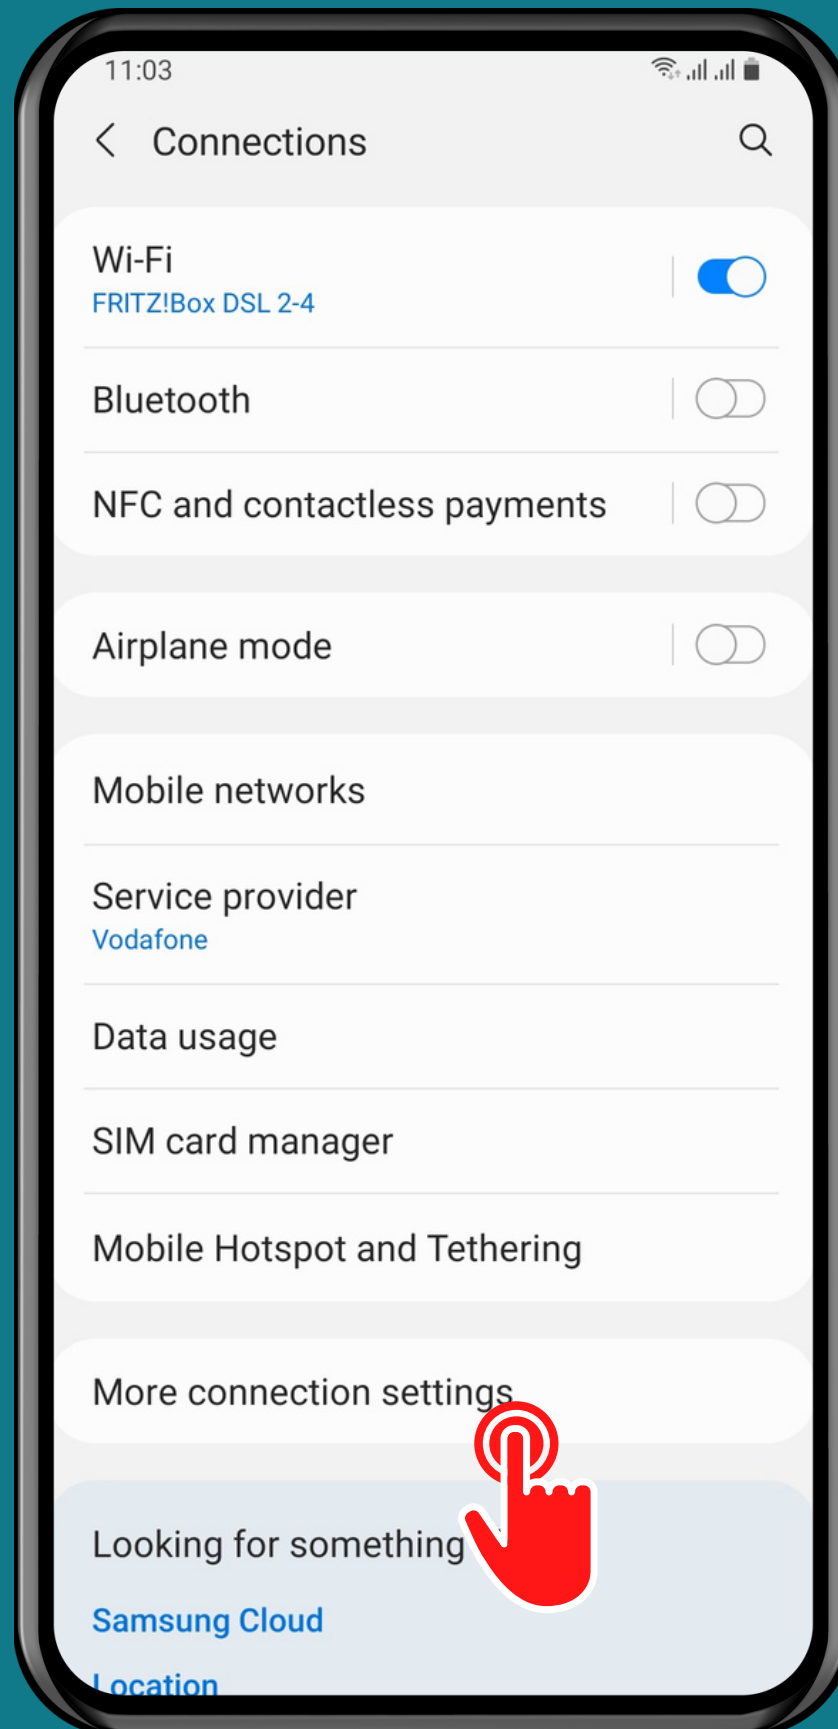 11:03
Connections
Wi-Fi
FRITZ!Box DSL 2-4
Bluetooth
NFC and contactless payments
Airplane mode
Mobile networks
Service provider
Vodafone
Data usage
SIM card manager
Mobile Hotspot and Tethering
More connection settings
Looking for something
Samsung Cloud
Location